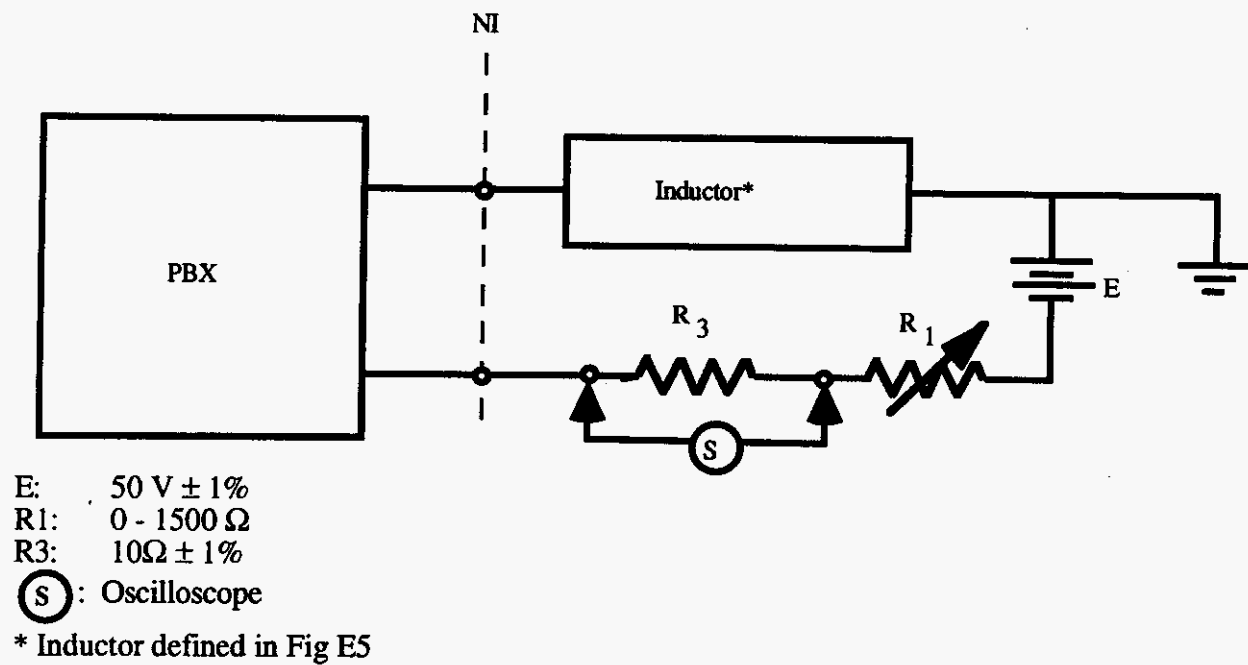 NI
Inductor*
PBX
E
R 3
R 1
S
E: 50 V ± 1%
R1: 0 - 1500 Ω
R3: 10Ω ± 1%
S : Oscilloscope
* Inductor defined in Fig E5